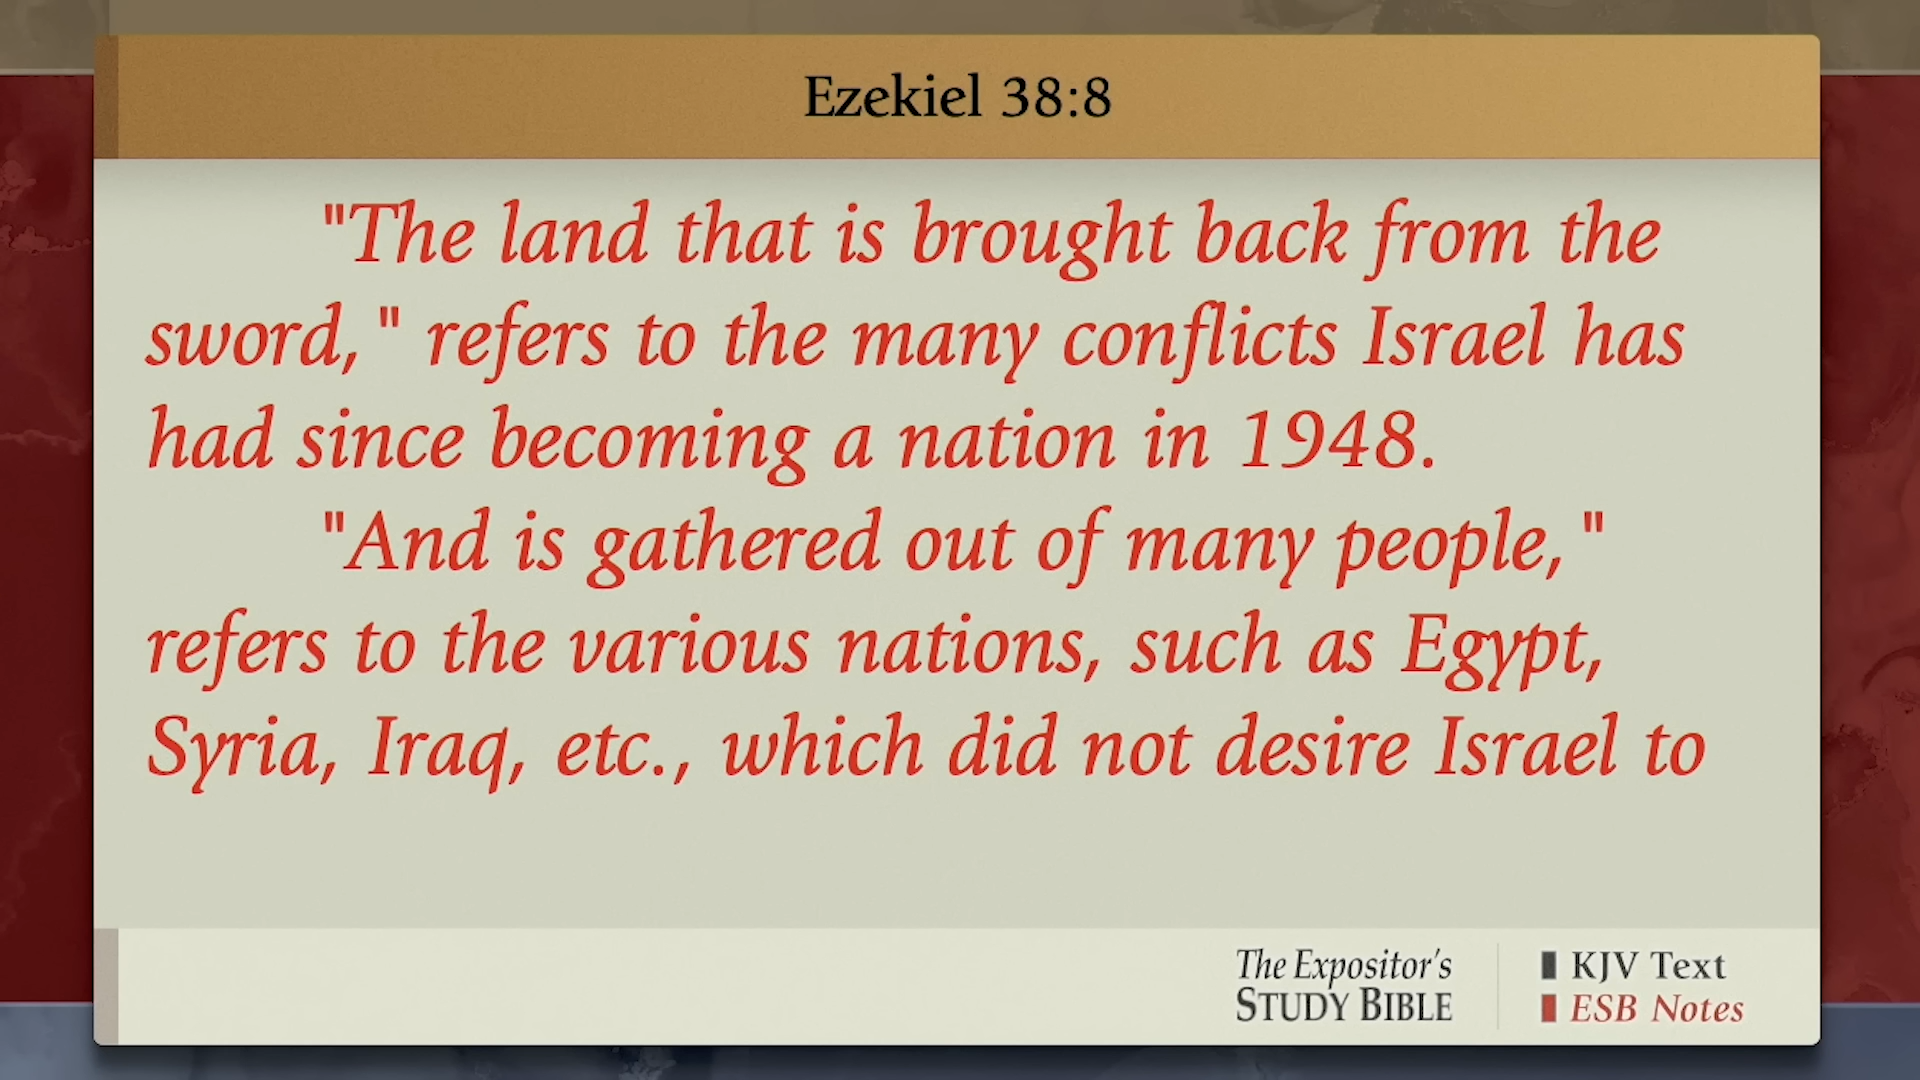 Ezekiel 38:8
"The land that is brought back from the
sword," refers to the many conflicts Israel has
had since becoming a nation in 1948.
"And is gathered out of many people,"
refers to the various nations, such as Egypt,
Syria, Iraq, etc., which did not desire Israel to
The Expositor's
STUDY BIBLE
KJV Text
ESB Notes